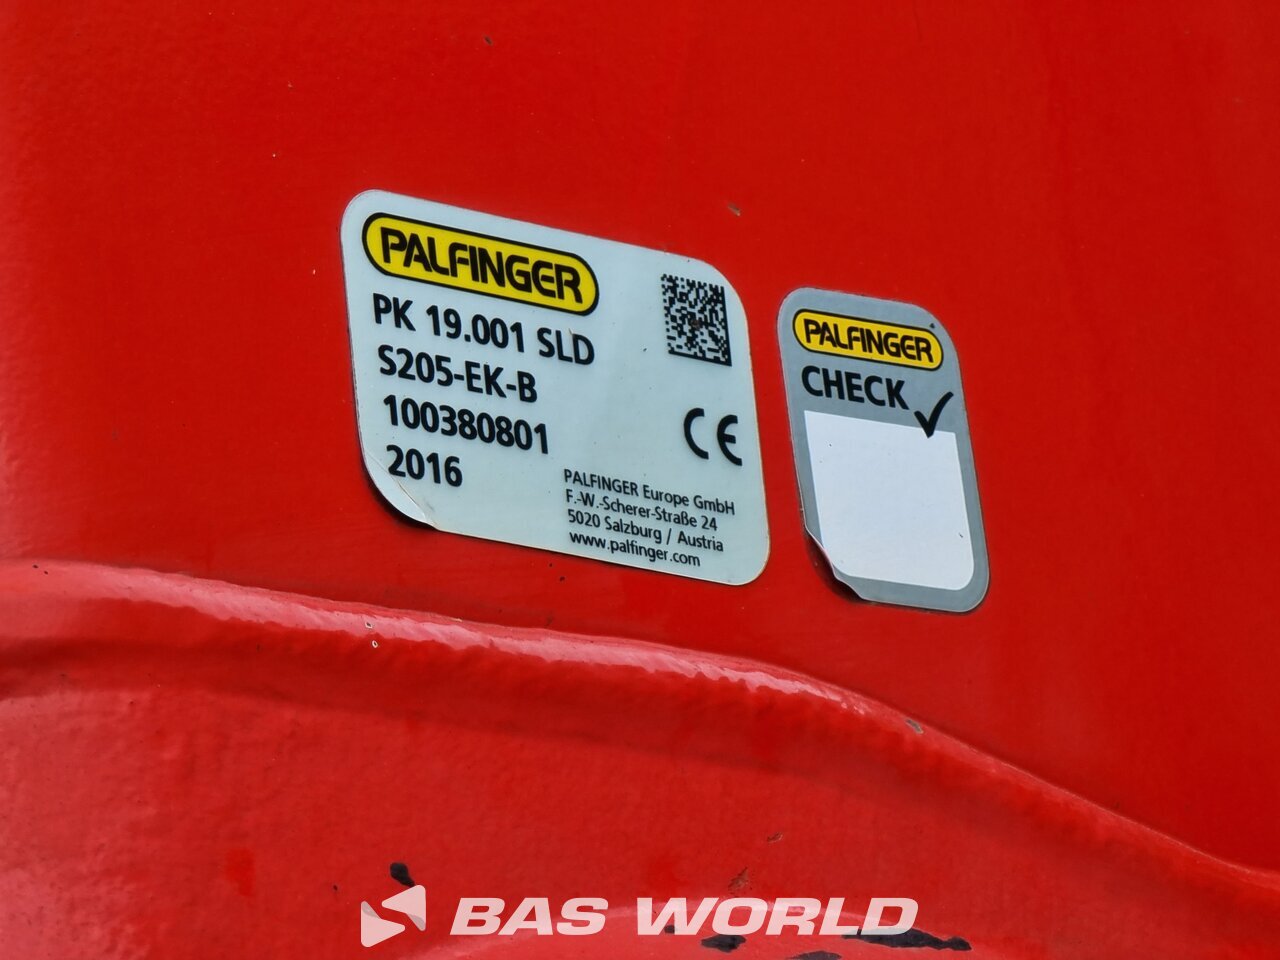 PALFINGER
PK 19.001 SLD
S205-EK-B
100380801
2016
CE
PALFINGER Europe GmbH
F.-W.-Scherer-Straße 24
5020 Salzburg / Austria
www.palfinger.com
PALFINGER
CHECK
BAS WORLD